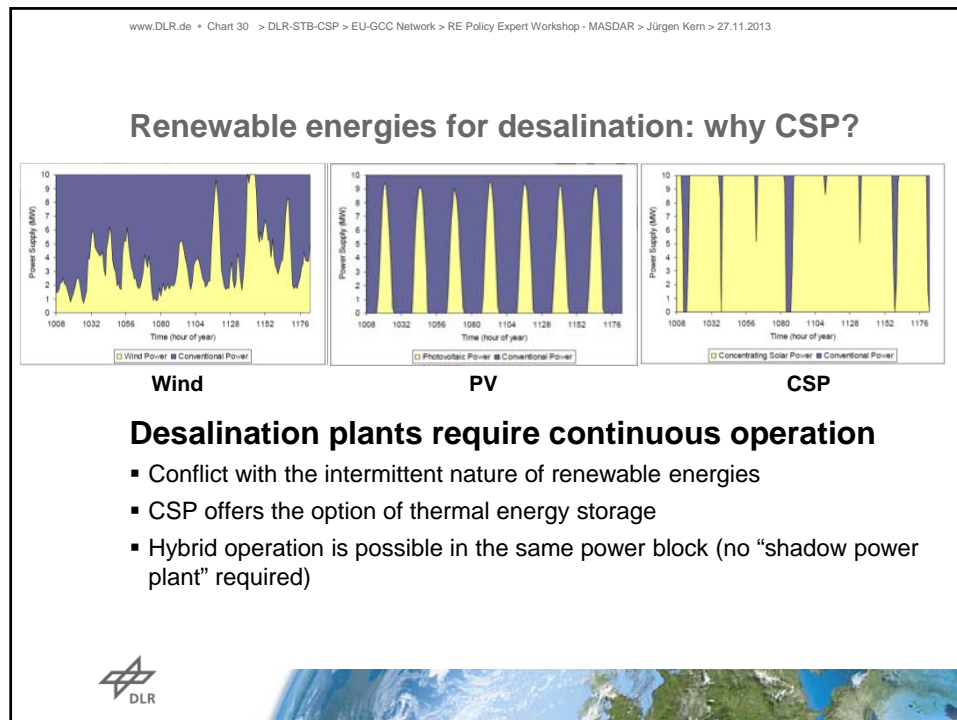 www.DLR.de • Chart 30 > DLR-STB-CSP > EU-GCC Network > RE Policy Expert Workshop - MASDAR > Jürgen Kern > 27.11.2013
Renewable energies for desalination: why CSP?
Power Supply (MW)
10
9
8
7
6
5
4
3
2
1
0
1008 1032 1056 1080 1104 1128 1152 1176
Time (hour of year)
Wind Power Conventional Power
Wind
Power Supply (MW)
10
9
8
7
6
5
4
3
2
1
0
1008 1032 1056 1080 1104 1128 1152 1176
Time (hour of year)
Photovoltaic Power Conventional Power
PV
Power Supply (MW)
10
9
8
7
6
5
4
3
2
1
0
1008 1032 1056 1080 1104 1128 1152 1176
Time (hour of year)
Concentrating Solar Power Conventional Power
CSP
Desalination plants require continuous operation
▪ Conflict with the intermittent nature of renewable energies
▪ CSP offers the option of thermal energy storage
▪ Hybrid operation is possible in the same power block (no “shadow power
plant” required)
DLR